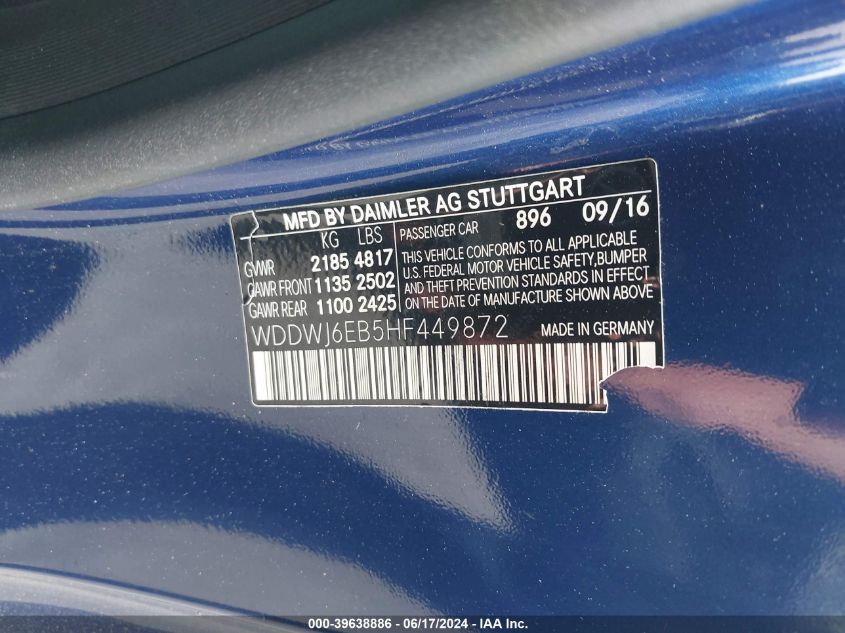 MFD BY DAIMLER AG STUTTGART
KG LBS
GVWR 2185 4817
GAWR FRONT 1135 2502
GAWR REAR 1100 2425
PASSENGER CAR 896 09/16
THIS VEHICLE CONFORMS TO ALL APPLICABLE
U.S. FEDERAL MOTOR VEHICLE SAFETY,BUMPER
AND THEFT PREVENTION STANDARDS IN EFFECT
ON THE DATE OF MANUFACTURE SHOWN ABOVE
WDDWJ6EB5HF449872 MADE IN GERMANY
000-39638886 - 06/17/2024 - IAA Inc.